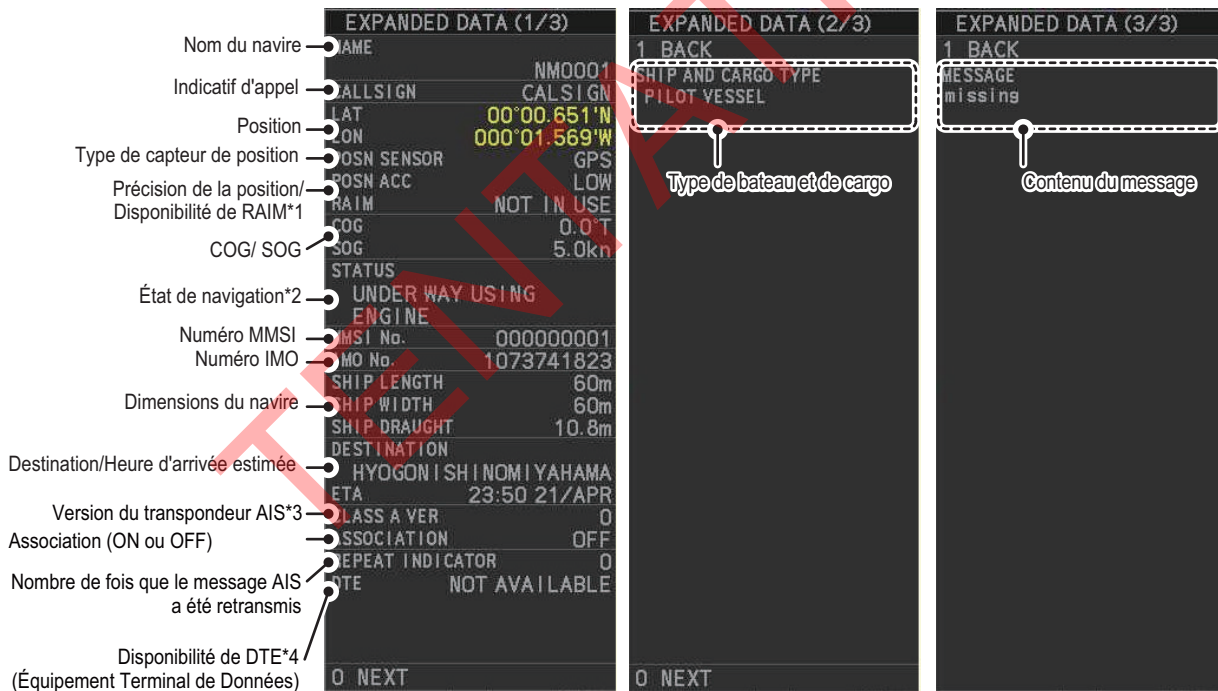 EXPANDED DATA (1/3)
Nom du navire
NAME
NM0001
Indicatif d'appel
CALLSIGN CALSIGN
Position
LAT 00°00.651'N
LON 000°01.569'W
Type de capteur de position
POSN SENSOR GPS
Précision de la position/
Disponibilité de RAIM*1
POSN ACC LOW
RAIM NOT IN USE
COG/ SOG
COG 0.0°T
SOG 5.0kn
État de navigation*2
STATUS
UNDER WAY USING
ENGINE
Numéro MMSI
MMSI No. 000000001
Numéro IMO
IMO No. 1073741823
Dimensions du navire
SHIP LENGTH 60m
SHIP WIDTH 60m
SHIP DRAUGHT 10.8m
Destination/Heure d'arrivée estimée
DESTINATION
HYOGONISHINOMIYAHAMA
ETA 23:50 21/APR
Version du transpondeur AIS*3
CLASS A VER 0
Association (ON ou OFF)
ASSOCIATION OFF
Nombre de fois que le message AIS
a été retransmis
REPEAT INDICATOR 0
Disponibilité de DTE*4
(Équipement Terminal de Données)
DTE NOT AVAILABLE
0 NEXT
EXPANDED DATA (2/3)
1 BACK
SHIP AND CARGO TYPE
PILOT VESSEL
Type de bateau et de cargo
0 NEXT
EXPANDED DATA (3/3)
1 BACK
MESSAGE
missing
Contenu du message